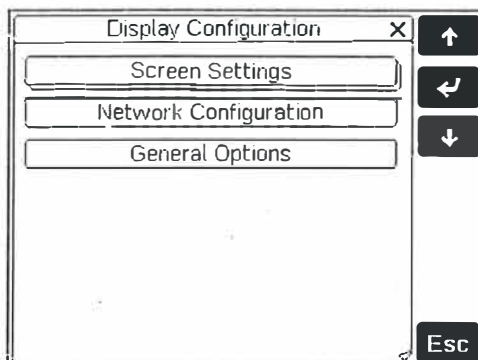 Display Configuration X
Screen Settings
Network Configuration
General Options
Esc